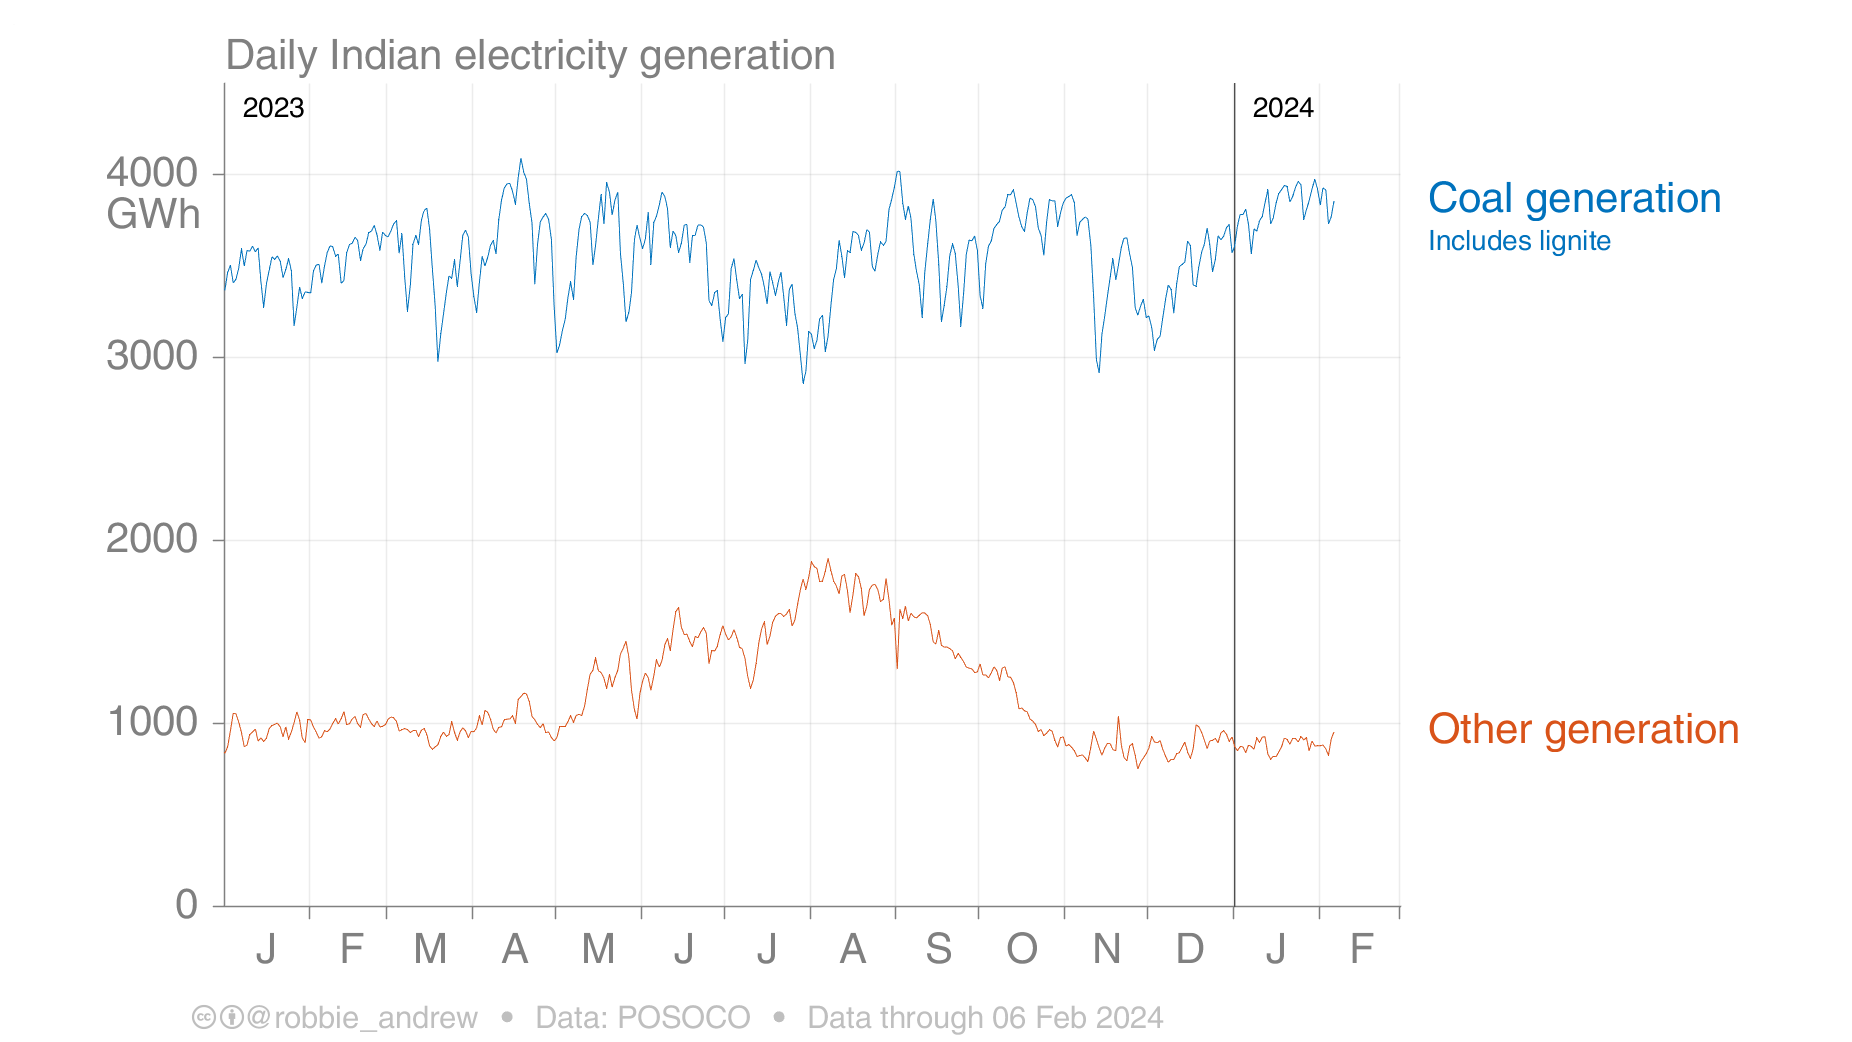 Daily Indian electricity generation
2023
2024
4000
GWh
3000
2000
1000
0
Coal generation
Includes lignite
Other generation
J F M A M J J A S O N D J F
@robbie_andrew • Data: POSOCO • Data through 06 Feb 2024